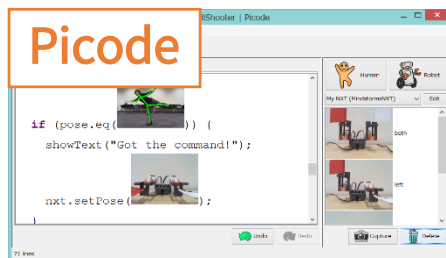 Picode
llShooter | Picode
Human
Robot
My NXT (MindstormsNXT)
Edit
if (pose.eq( )) {
showText("Got the command!");
nxt.setPose( );
}
both
left
Undo
Redo
Capture
Delete
71 lines